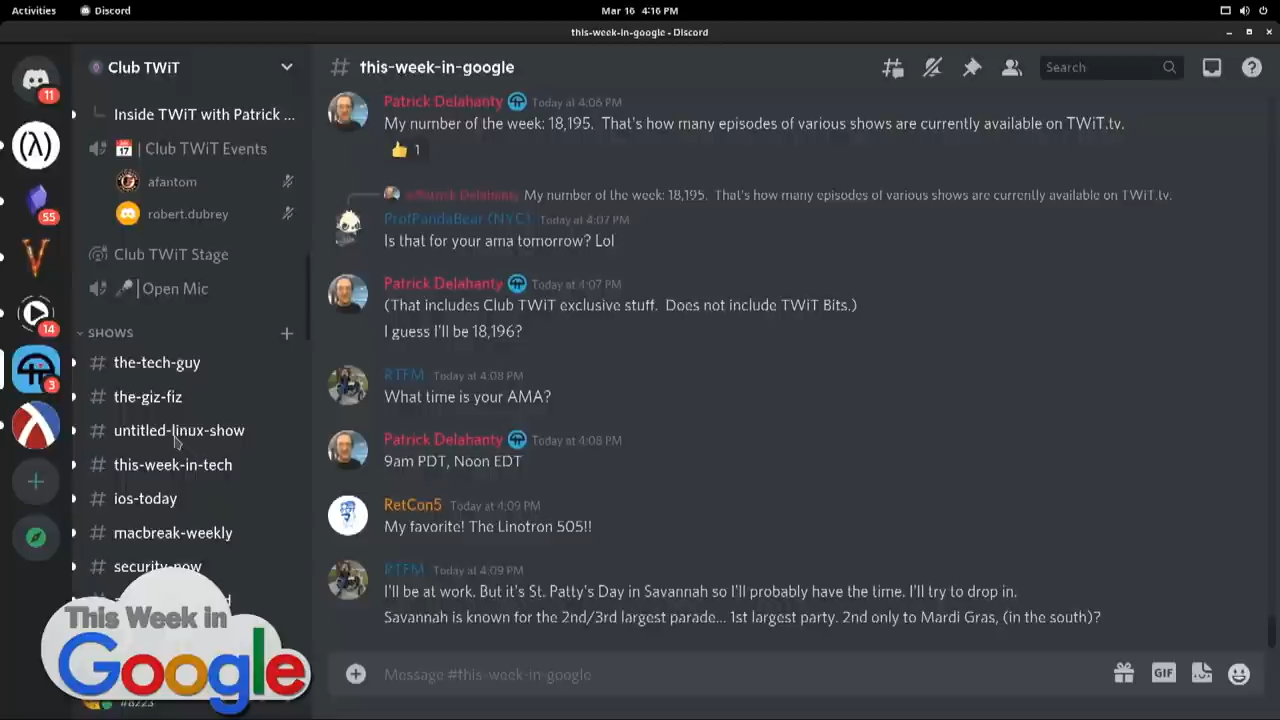 Activities
Discord
Mar 16 4:16 PM
this-week-in-google - Discord
11
55
14
3
Club TWiT
Inside TWiT with Patrick ...
| Club TWiT Events
afantom
robert.dubrey
Club TWiT Stage
| Open Mic
SHOWS
# the-tech-guy
# the-giz-fiz
# untitled-linux-show
# this-week-in-tech
# ios-today
# macbreak-weekly
# security-now
This Week in
Google
#8223
# this-week-in-google
Search
Patrick Delahanty Today at 4:06 PM
My number of the week: 18,195. That's how many episodes of various shows are currently available on TWiT.tv.
👍 1
@Patrick Delahanty My number of the week: 18,195. That's how many episodes of various shows are currently available on TWiT.tv.
ProfPandaBear (NYC) Today at 4:07 PM
Is that for your ama tomorrow? Lol
Patrick Delahanty Today at 4:07 PM
(That includes Club TWiT exclusive stuff. Does not include TWiT Bits.)
I guess I'll be 18,196?
RTFM Today at 4:08 PM
What time is your AMA?
Patrick Delahanty Today at 4:08 PM
9am PDT, Noon EDT
RetCon5 Today at 4:09 PM
My favorite! The Linotron 505!!
RTFM Today at 4:09 PM
I'll be at work. But it's St. Patty's Day in Savannah so I'll probably have the time. I'll try to drop in.
Savannah is known for the 2nd/3rd largest parade... 1st largest party. 2nd only to Mardi Gras, (in the south)?
Message #this-week-in-google
GIF